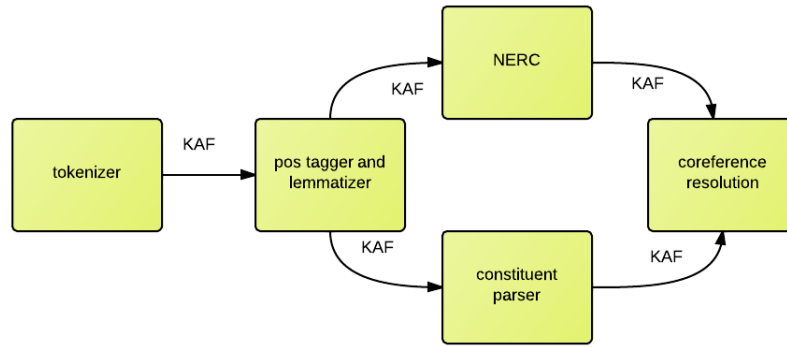 NERC
KAF
KAF
KAF
tokenizer
pos tagger and
lemmatizer
coreference
resolution
KAF
KAF
constituent
parser